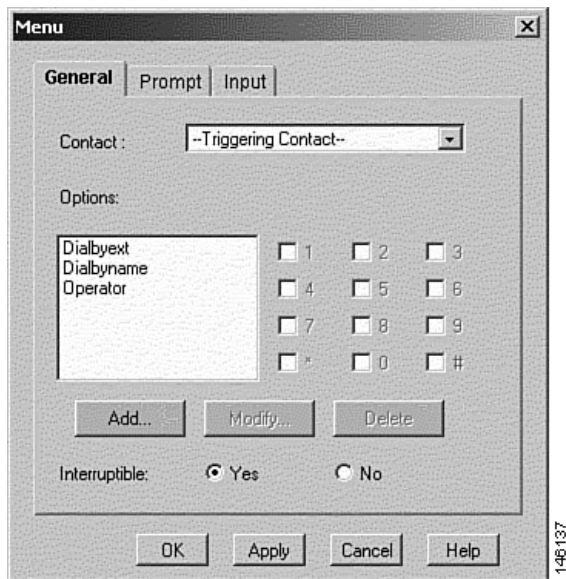 Menu
General Prompt Input
Contact : --Triggering Contact--
Options:
Dialbyext
Dialbyname
Operator
1 2 3
4 5 6
7 8 9
* 0 #
Add... Modify... Delete
Interruptible: Yes No
OK Apply Cancel Help
146137